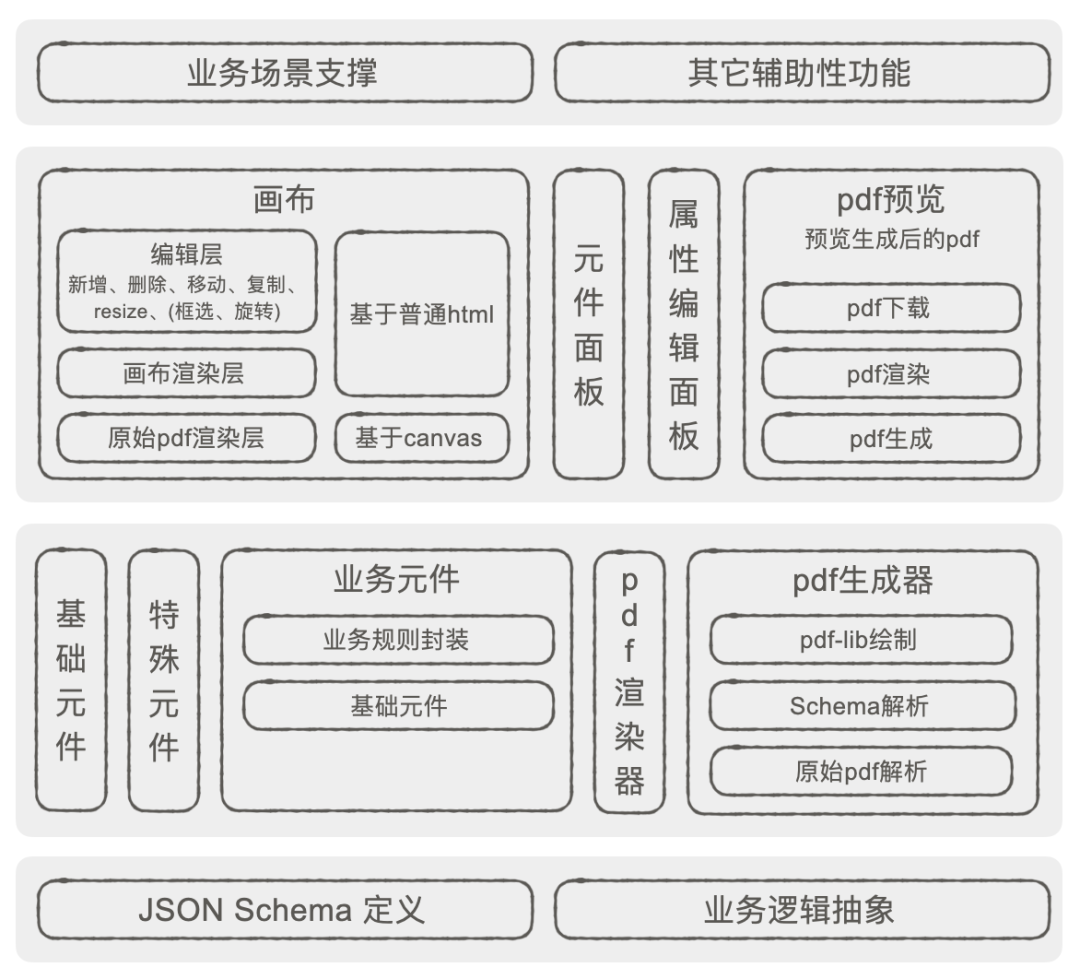 业务场景支撑
其它辅助性功能
画布
编辑层
新增、删除、移动、复制、
resize、(框选、旋转)
画布渲染层
原始pdf渲染层
基于普通html
基于canvas
元件面板
属性编辑面板
pdf预览
预览生成后的pdf
pdf下载
pdf渲染
pdf生成
基础元件
特殊元件
业务元件
业务规则封装
基础元件
pdf渲染器
pdf生成器
pdf-lib绘制
Schema解析
原始pdf解析
JSON Schema 定义
业务逻辑抽象